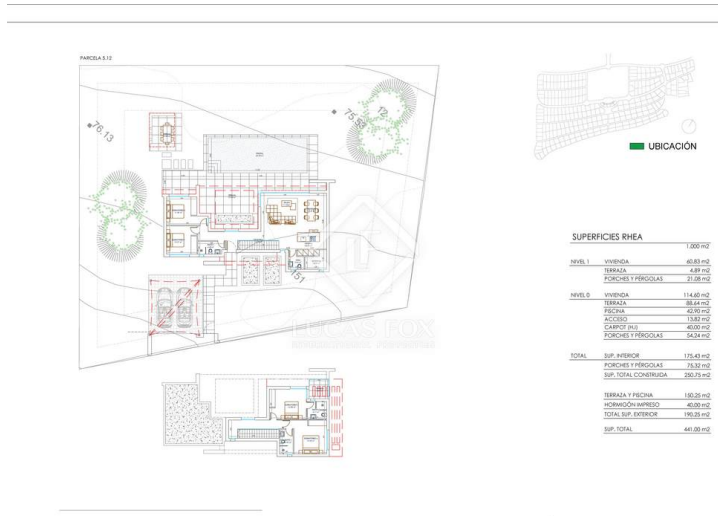 PARCELA 5.12
76.13
75.53
12
151
UBICACIÓN
SUPERFICIES RHEA
1.000 m2
NIVEL 1 VIVIENDA 60.83 m2
TERRAZA 4.89 m2
PORCHES Y PÉRGOLAS 21.08 m2
NIVEL 0 VIVIENDA 114.60 m2
TERRAZA 88.64 m2
PISCINA 42.90 m2
ACCESO 13.82 m2
CARPOT (H.I) 40.00 m2
PORCHES Y PÉRGOLAS 54.24 m2
TOTAL SUP. INTERIOR 175.43 m2
PORCHES Y PÉRGOLAS 75.32 m2
SUP. TOTAL CONSTRUIDA 250.75 m2
TERRAZA Y PISCINA 150.25 m2
HORMIGÓN IMPRESO 40.00 m2
TOTAL SUP. EXTERIOR 190.25 m2
SUP. TOTAL 441.00 m2
LUCAS FOX